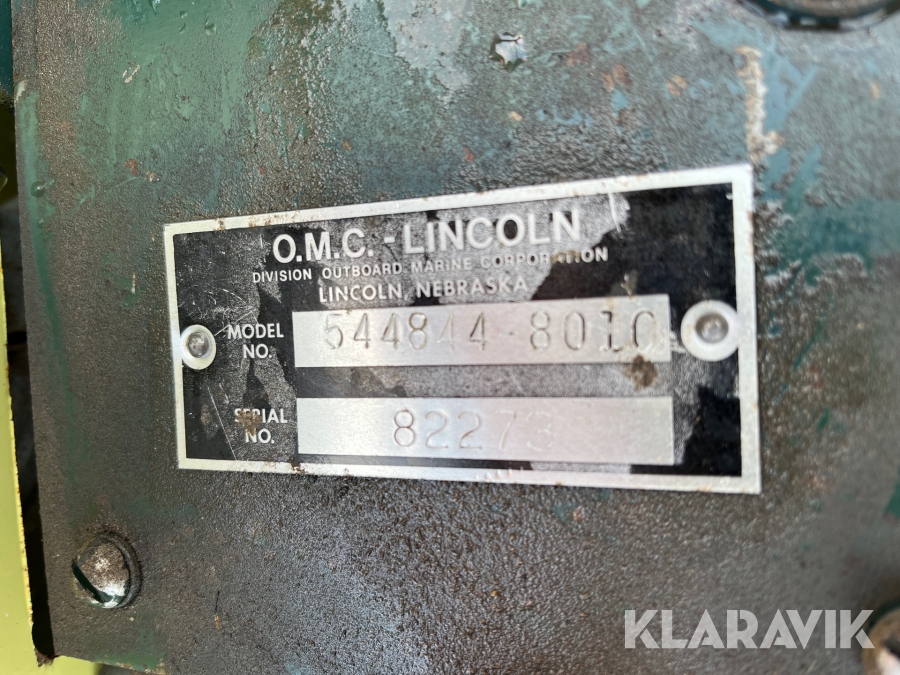 O.M.C.-LINCOLN
DIVISION OUTBOARD MARINE CORPORATION
LINCOLN, NEBRASKA
MODEL NO. 544844-8010
SERIAL NO. 82273
KLARAVIK